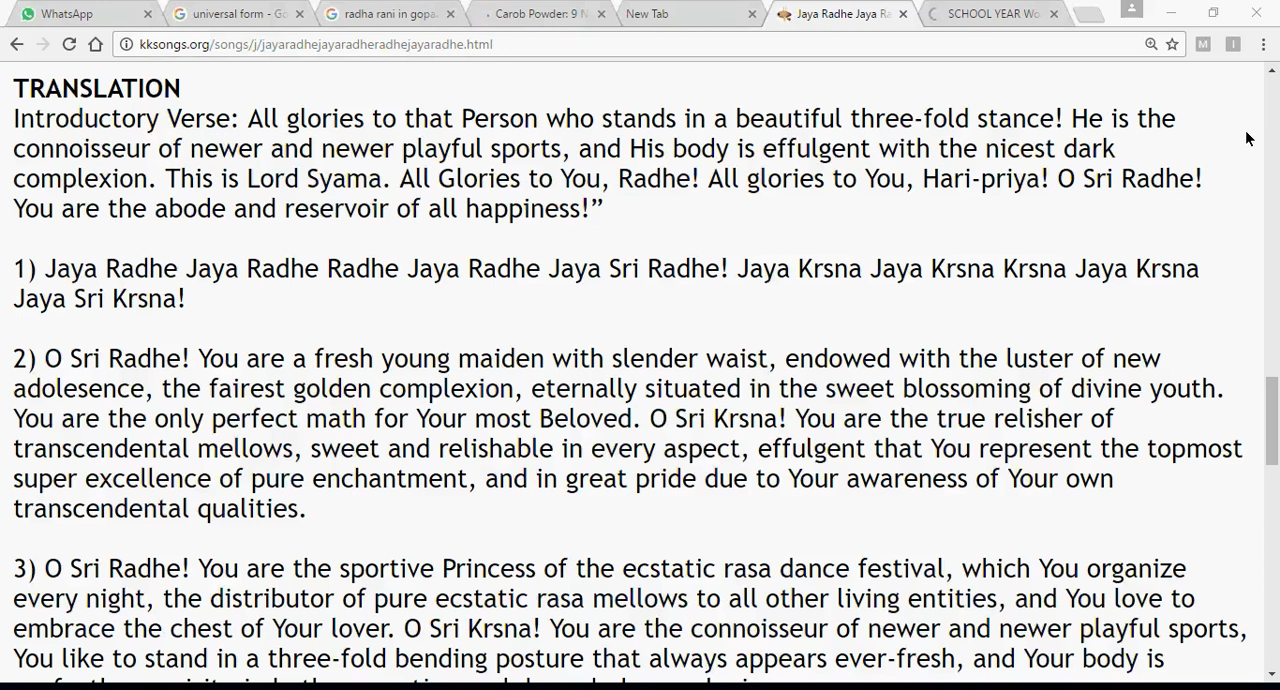 WhatsApp
universal form - Go
radha rani in gopa
Carob Powder: 9 N
New Tab
Jaya Radhe Jaya Ra
SCHOOL YEAR Wo
kksongs.org/songs/j/jayaradhejayaradheradhejayaradhe.html
M
I
TRANSLATION
Introductory Verse: All glories to that Person who stands in a beautiful three-fold stance! He is the
connoisseur of newer and newer playful sports, and His body is effulgent with the nicest dark
complexion. This is Lord Syama. All Glories to You, Radhe! All glories to You, Hari-priya! O Sri Radhe!
You are the abode and reservoir of all happiness!”
1) Jaya Radhe Jaya Radhe Radhe Jaya Radhe Jaya Sri Radhe! Jaya Krsna Jaya Krsna Krsna Jaya Krsna
Jaya Sri Krsna!
2) O Sri Radhe! You are a fresh young maiden with slender waist, endowed with the luster of new
adolesence, the fairest golden complexion, eternally situated in the sweet blossoming of divine youth.
You are the only perfect math for Your most Beloved. O Sri Krsna! You are the true relisher of
transcendental mellows, sweet and relishable in every aspect, effulgent that You represent the topmost
super excellence of pure enchantment, and in great pride due to Your awareness of Your own
transcendental qualities.
3) O Sri Radhe! You are the sportive Princess of the ecstatic rasa dance festival, which You organize
every night, the distributor of pure ecstatic rasa mellows to all other living entities, and You love to
embrace the chest of Your lover. O Sri Krsna! You are the connoisseur of newer and newer playful sports,
You like to stand in a three-fold bending posture that always appears ever-fresh, and Your body is